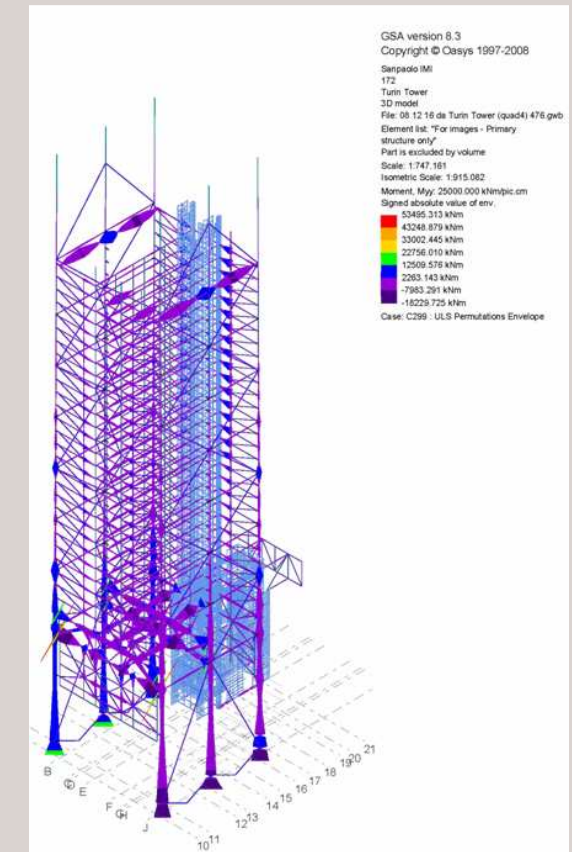 GSA version 8.3
Copyright © Oasys 1997-2008
Sanpaolo IMI
172
Turin Tower
3D model
File: 08 12 16 da Turin Tower (quad4) 476.gwb
Element list: "For images - Primary
structure only"
Part is excluded by volume
Scale: 1:747.161
Isometric Scale: 1:915.082
Moment, Myy: 25000.000 kNm/pic.cm
Signed absolute value of env.
53495.313 kNm
43248.879 kNm
33002.445 kNm
22756.010 kNm
12509.576 kNm
2263.143 kNm
-7983.291 kNm
-18229.725 kNm
Case: C299 : ULS Permutations Envelope
B
E
F
H
J
10
11
12
13
14
15
16
17
18
19
20
21